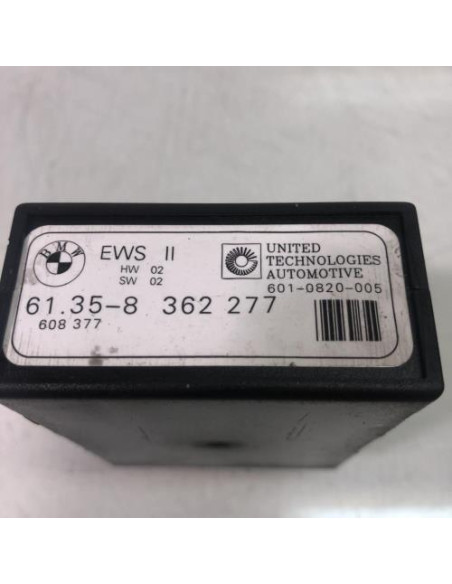 BMW
EWS II
HW 02
SW 02
UNITED
TECHNOLOGIES
AUTOMOTIVE
601-0820-005
61.35-8 362 277
608 377